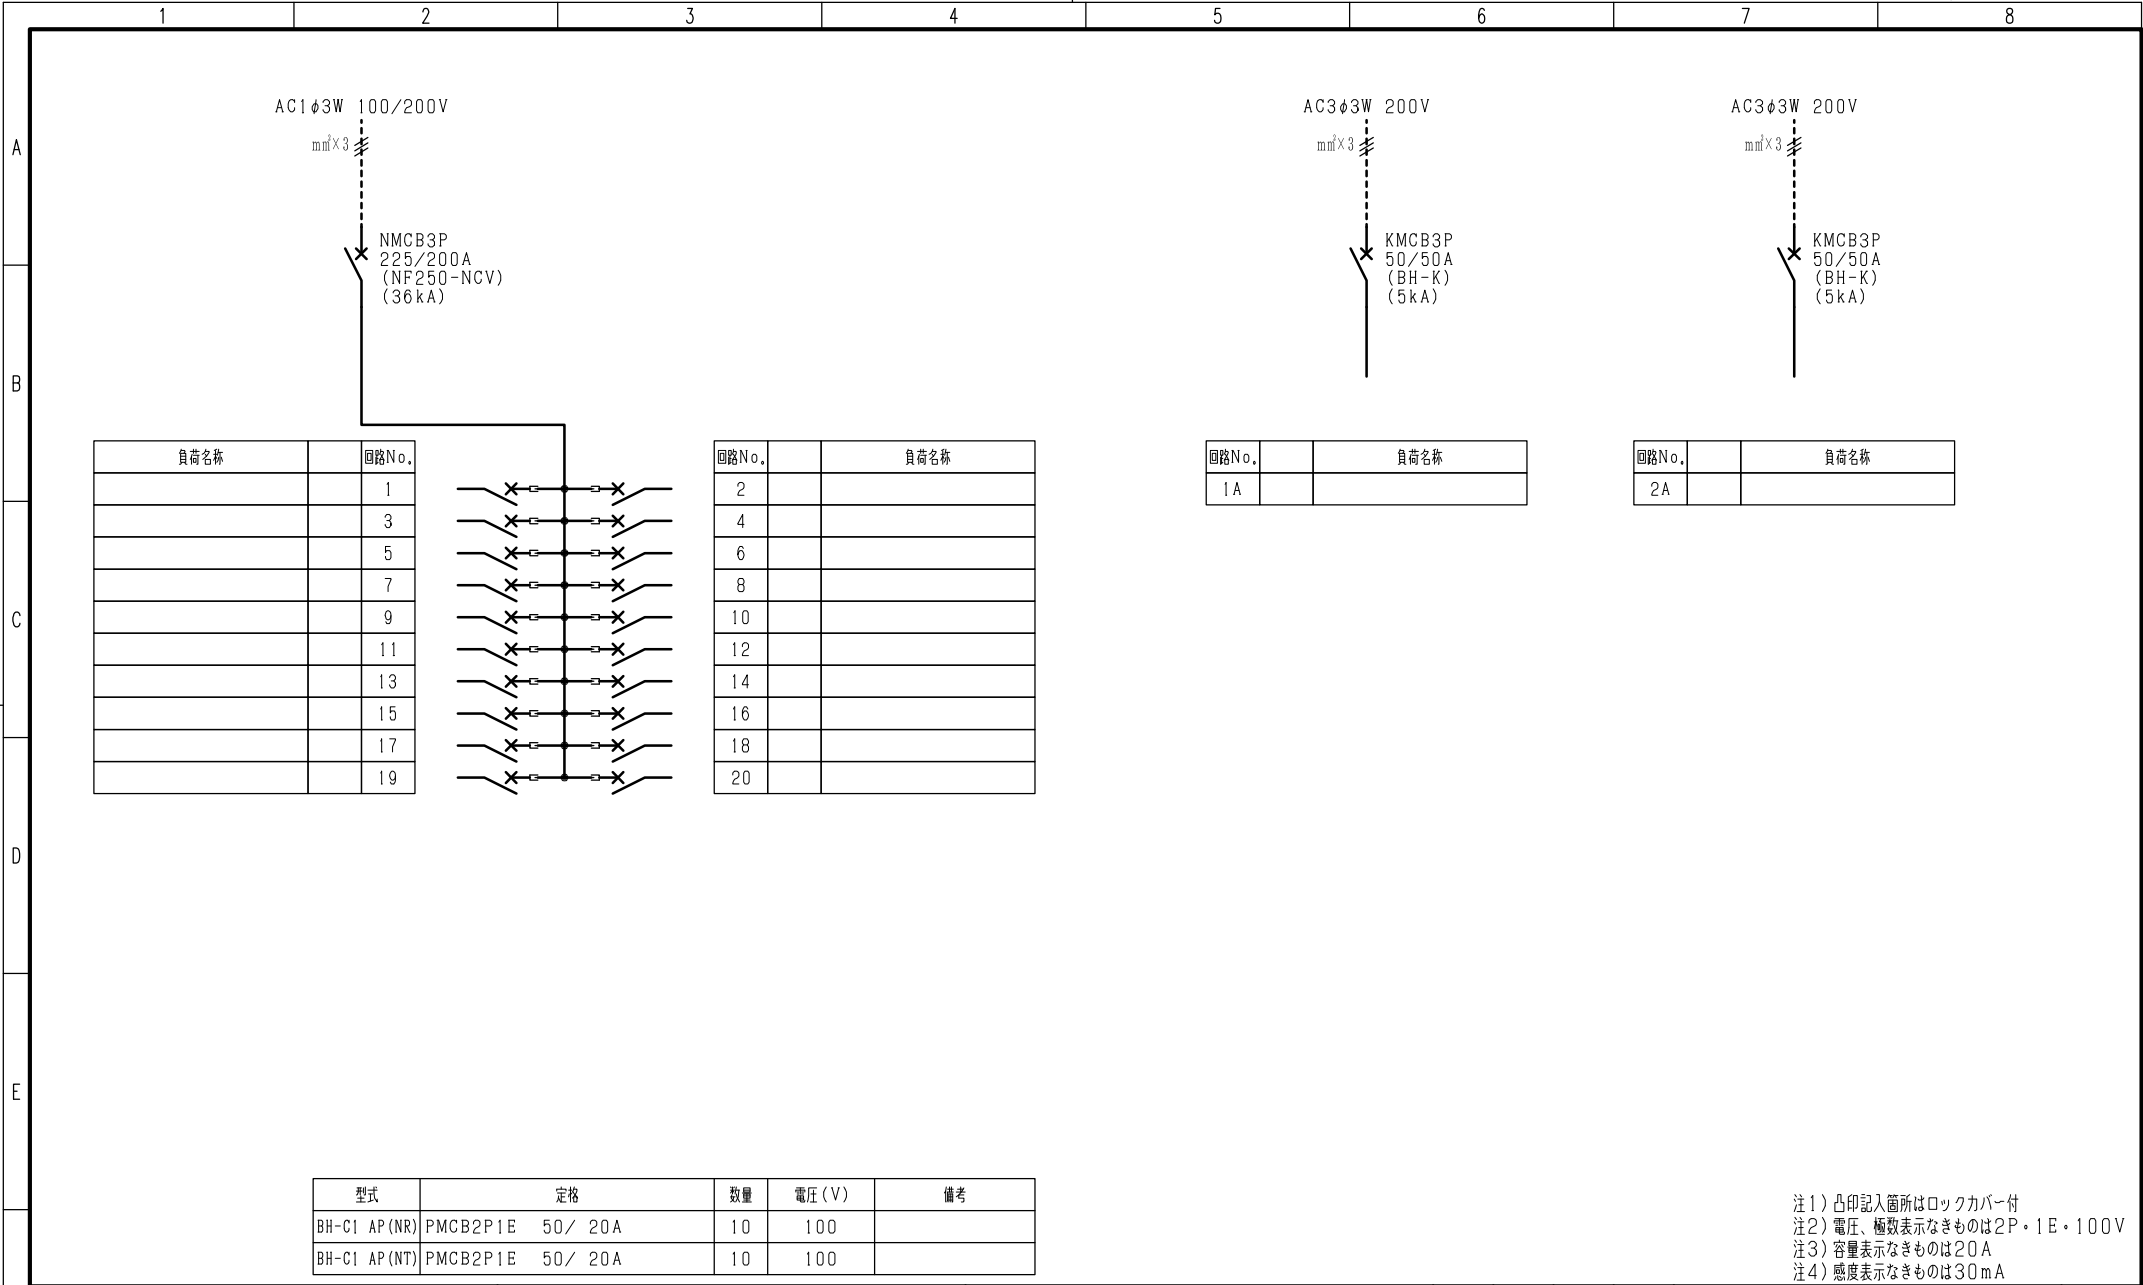 1 2 3 4 5 6 7 8
A
B
C
D
E
AC1φ3W 100/200V
mm²×3
NMCB3P
225/200A
(NF250-NCV)
(36kA)
AC3φ3W 200V
mm²×3
KMCB3P
50/50A
(BH-K)
(5kA)
AC3φ3W 200V
mm²×3
KMCB3P
50/50A
(BH-K)
(5kA)
負荷名称 回路No.
1
3
5
7
9
11
13
15
17
19
回路No. 負荷名称
2
4
6
8
10
12
14
16
18
20
回路No. 負荷名称
1A
回路No. 負荷名称
2A
型式 定格 数量 電圧(V) 備考
BH-C1 AP(NR) PMCB2P1E 50/ 20A 10 100
BH-C1 AP(NT) PMCB2P1E 50/ 20A 10 100
注1)凸印記入箇所はロックカバー付
注2)電圧、極数表示なきものは2P・1E・100V
注3)容量表示なきものは20A
注4)感度表示なきものは30mA